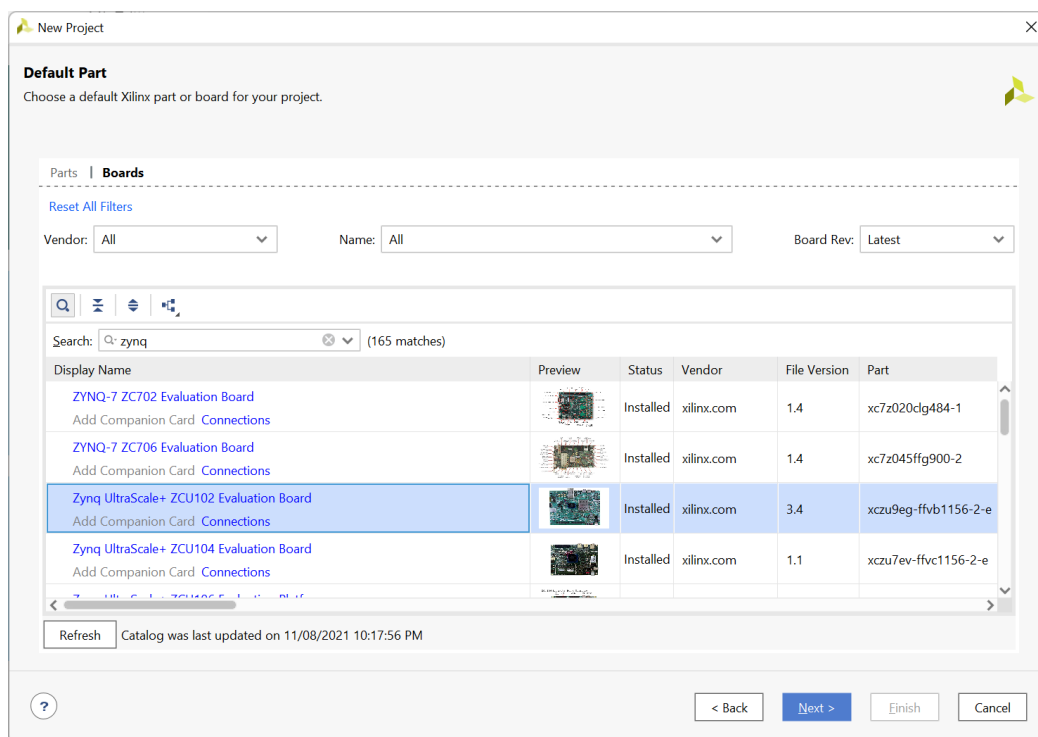 New Project
Default Part
Choose a default Xilinx part or board for your project.
Parts | Boards
Reset All Filters
Vendor: All Name: All Board Rev: Latest
Search: zynq (165 matches)
Display Name Preview Status Vendor File Version Part
ZYNQ-7 ZC702 Evaluation Board
Add Companion Card Connections
Installed xilinx.com 1.4 xc7z020clg484-1
ZYNQ-7 ZC706 Evaluation Board
Add Companion Card Connections
Installed xilinx.com 1.4 xc7z045ffg900-2
Zynq UltraScale+ ZCU102 Evaluation Board
Add Companion Card Connections
Installed xilinx.com 3.4 xczu9eg-ffvb1156-2-e
Zynq UltraScale+ ZCU104 Evaluation Board
Add Companion Card Connections
Installed xilinx.com 1.1 xczu7ev-ffvc1156-2-e
Refresh Catalog was last updated on 11/08/2021 10:17:56 PM
? < Back Next > Finish Cancel